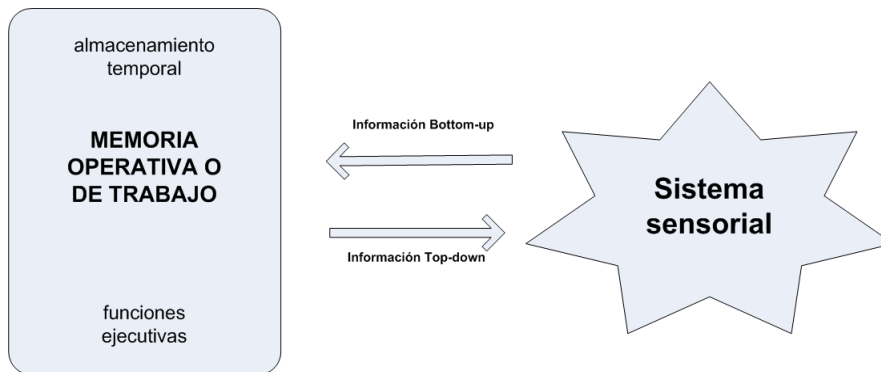 almacenamiento
temporal
MEMORIA
OPERATIVA O
DE TRABAJO
funciones
ejecutivas
Información Bottom-up
Información Top-down
Sistema
sensorial